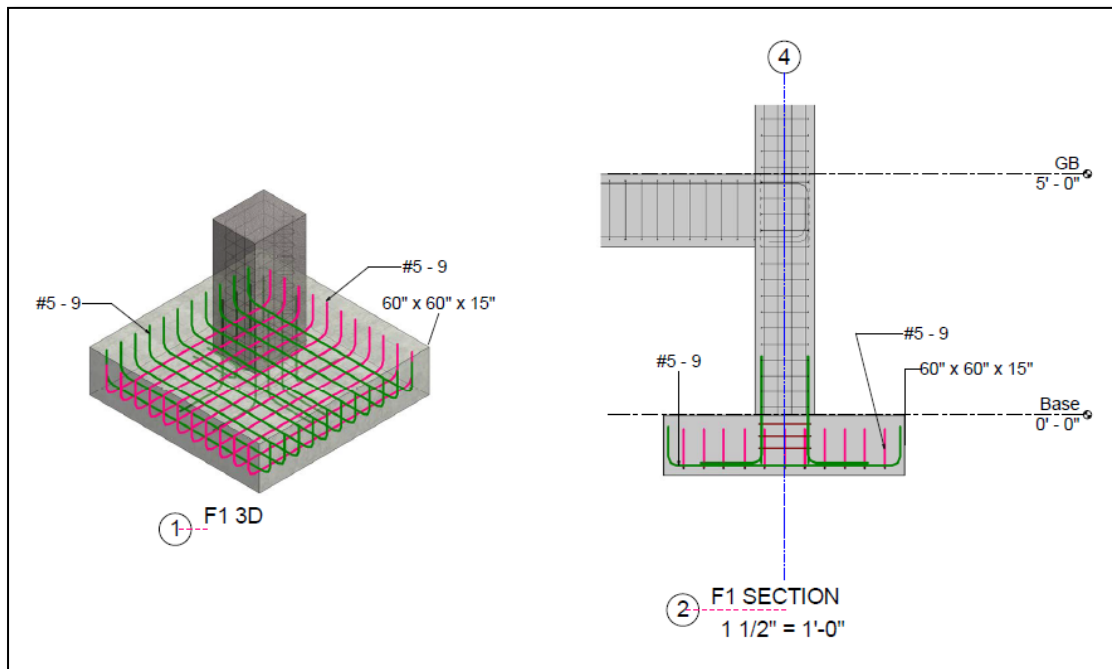 #5 - 9
#5 - 9
60" x 60" x 15"
1
F1 3D
4
GB
5' - 0"
#5 - 9
#5 - 9
60" x 60" x 15"
Base
0' - 0"
2
F1 SECTION
1 1/2" = 1'-0"